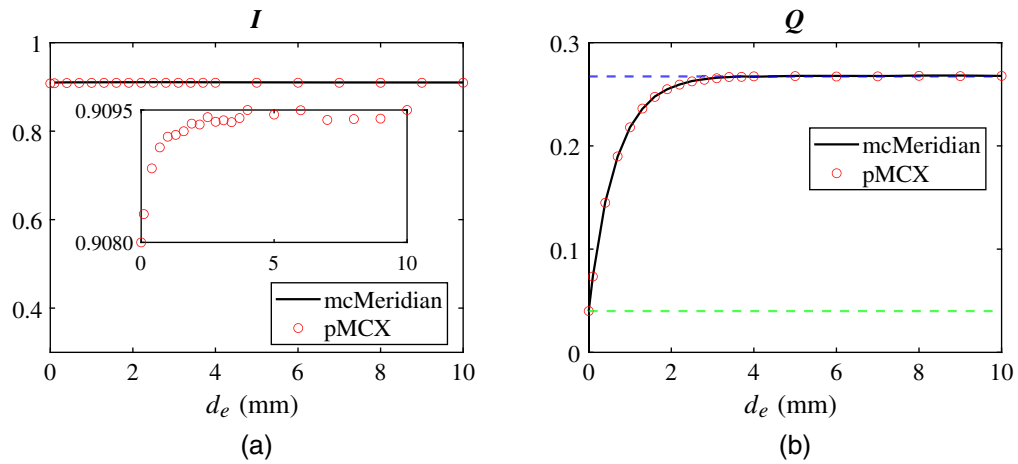 I
1
0.8
0.6
0.4
0 2 4 6 8 10
0.9095
0.9080
0 5 10
mcMeridian
pMCX
d_e (mm)
(a)
Q
0.3
0.2
0.1
0
0 2 4 6 8 10
mcMeridian
pMCX
d_e (mm)
(b)